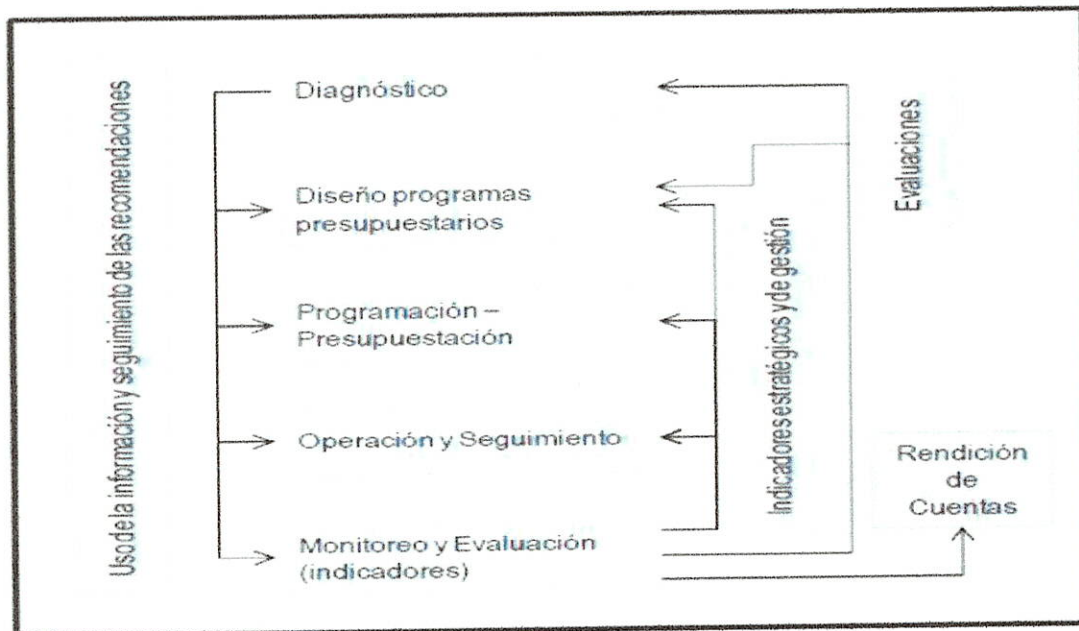 Uso de la información y seguimiento de las recomendaciones
Diagnóstico
Diseño programas
presupuestarios
Programación –
Presupuestación
Operación y Seguimiento
Monitoreo y Evaluación
(indicadores)
Indicadores estratégicos y de gestión
Evaluaciones
Rendición
de
Cuentas